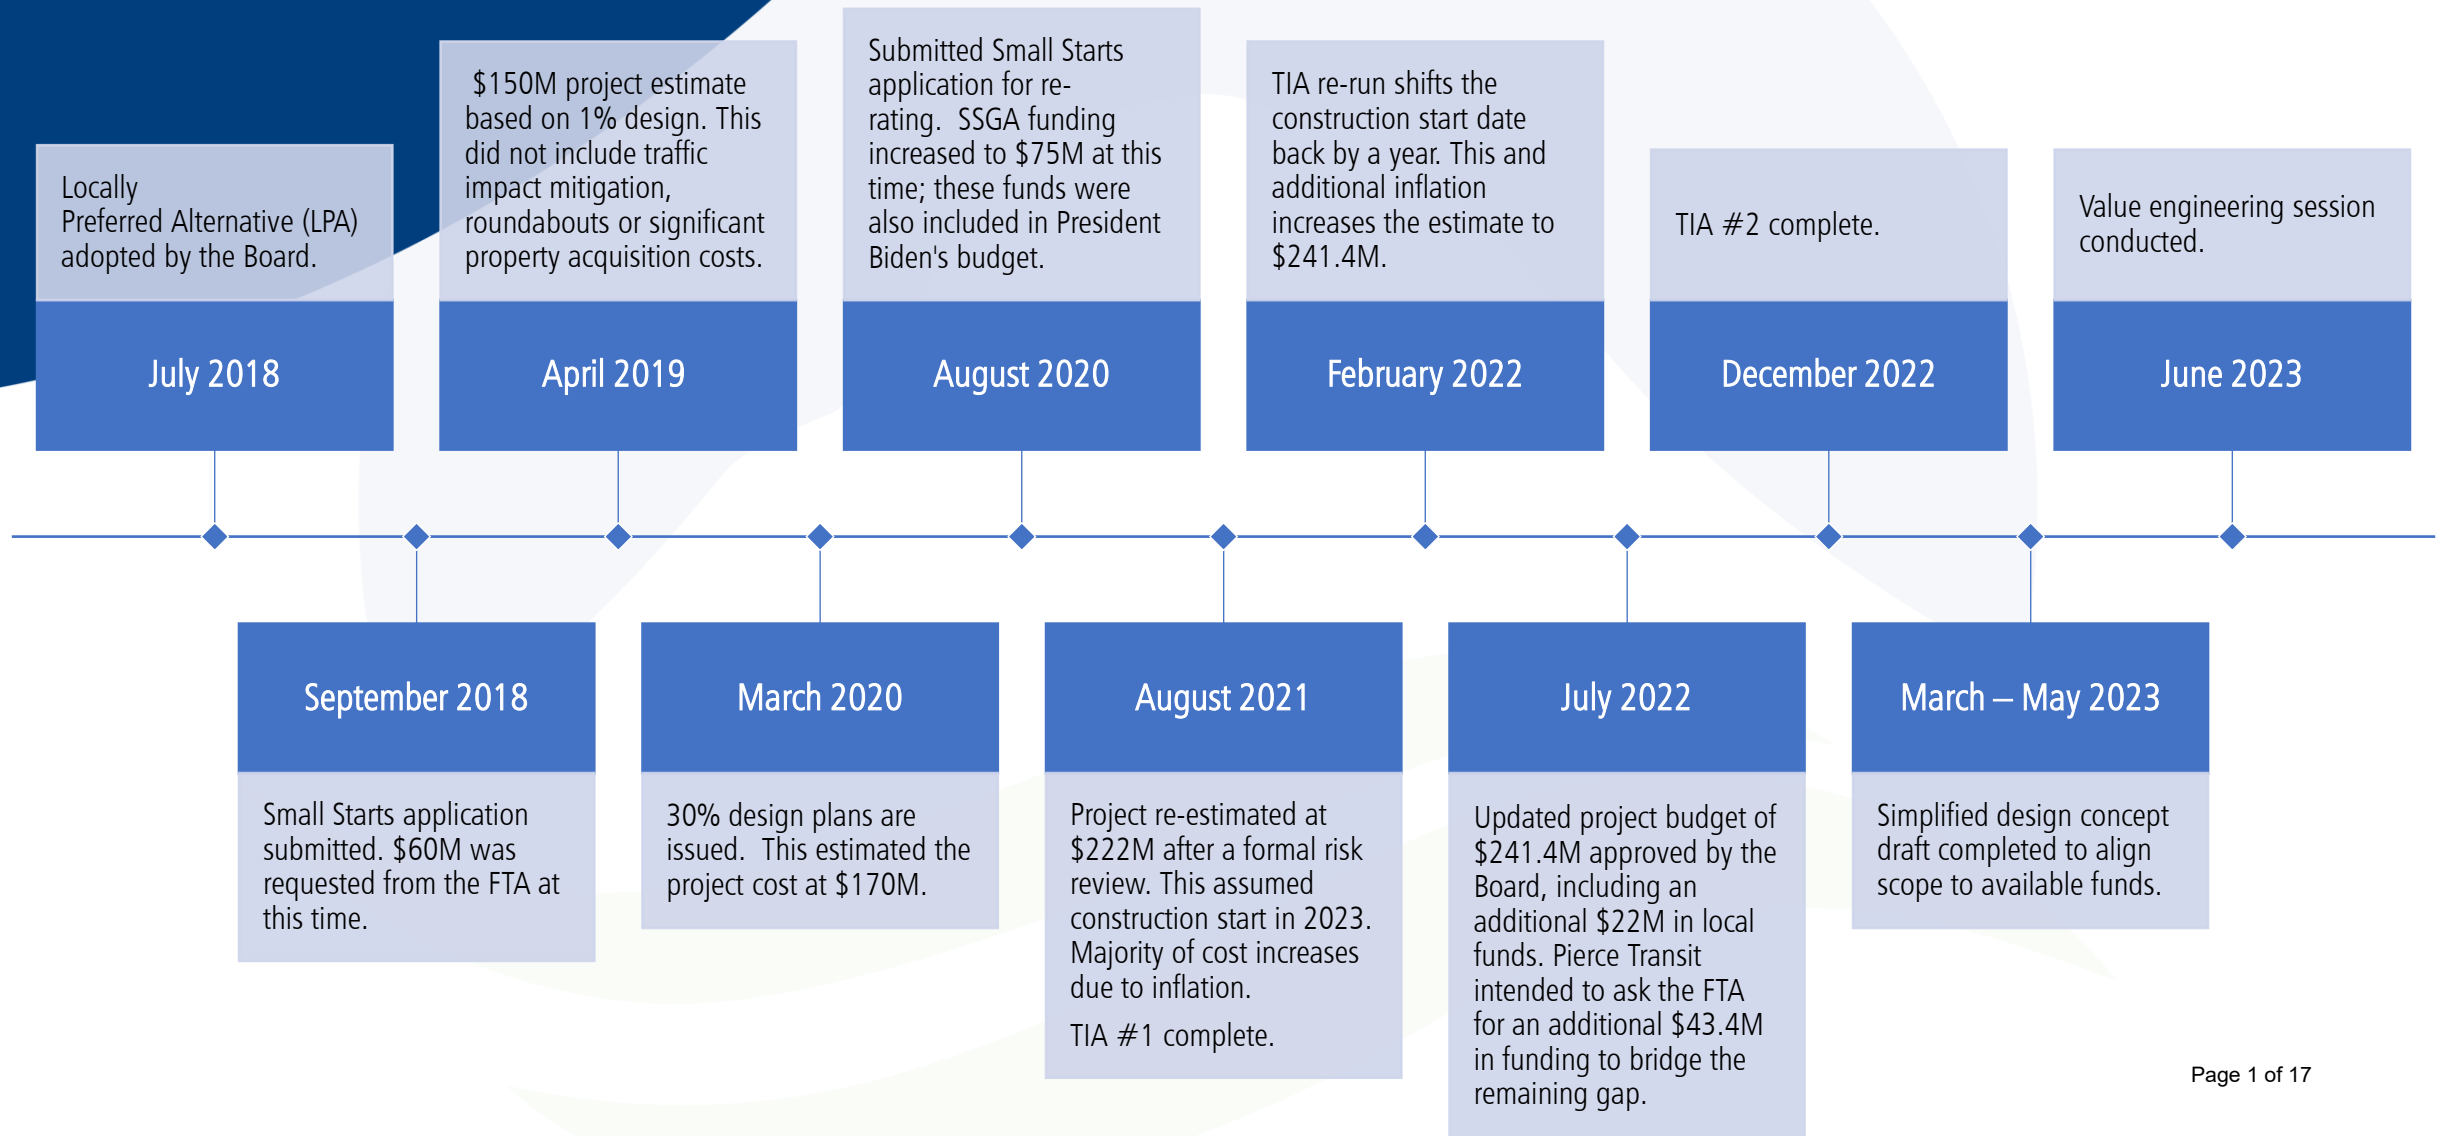 Locally
Preferred Alternative (LPA)
adopted by the Board.
July 2018
Small Starts application
submitted. $60M was
requested from the FTA at
this time.
September 2018
$150M project estimate
based on 1% design. This
did not include traffic
impact mitigation,
roundabouts or significant
property acquisition costs.
April 2019
March 2020
30% design plans are
issued.  This estimated the
project cost at $170M.
Submitted Small Starts
application for re-
rating.  SSGA funding
increased to $75M at this
time; these funds were
also included in President
Biden's budget.
August 2020
August 2021
Project re-estimated at
$222M after a formal risk
review. This assumed
construction start in 2023.
Majority of cost increases
due to inflation.
TIA #1 complete.
TIA re-run shifts the
construction start date
back by a year. This and
additional inflation
increases the estimate to
$241.4M.
February 2022
July 2022
Updated project budget of
$241.4M approved by the
Board, including an
additional $22M in local
funds. Pierce Transit
intended to ask the FTA
for an additional $43.4M
in funding to bridge the
remaining gap.
TIA #2 complete.
December 2022
March – May 2023
Simplified design concept
draft completed to align
scope to available funds.
Value engineering session
conducted.
June 2023
Page 1 of 17